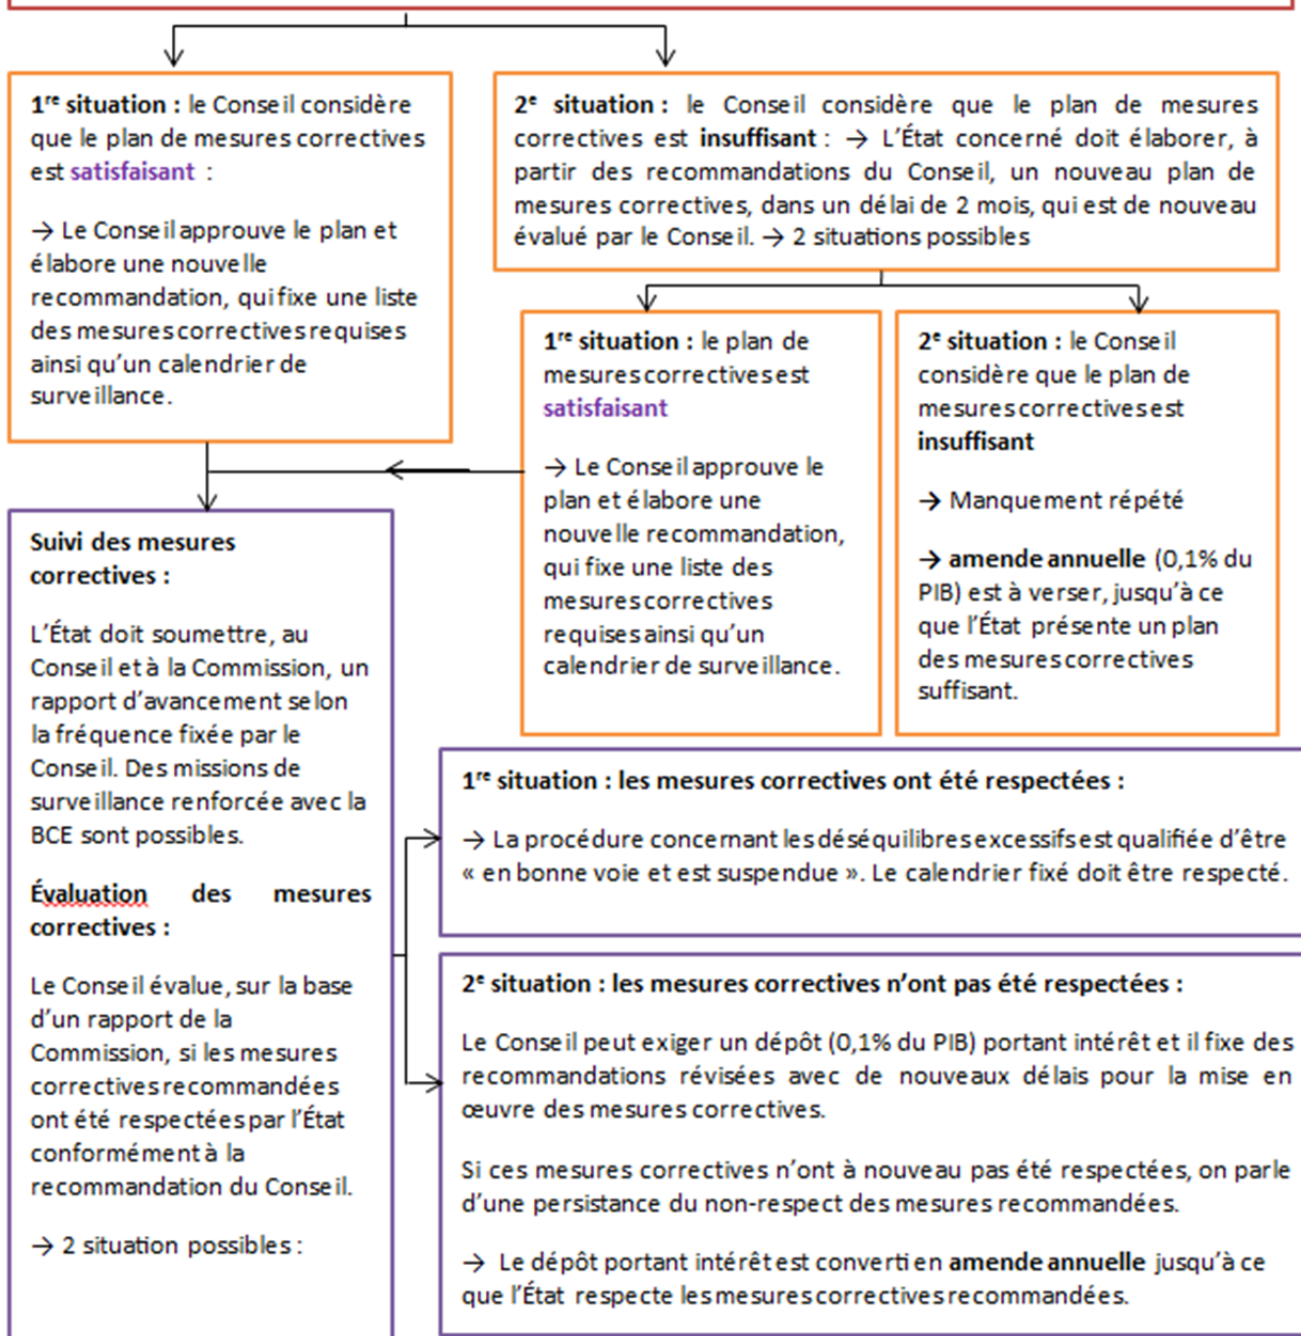 1re situation : le Conseil considère
que le plan de mesures correctives
est satisfaisant :
→ Le Conseil approuve le plan et
élabore une nouvelle
recommandation, qui fixe une liste
des mesures correctives requises
ainsi qu'un calendrier de
surveillance.
2e situation : le Conseil considère que le plan de mesures
correctives est insuffisant : → L'État concerné doit élaborer, à
partir des recommandations du Conseil, un nouveau plan de
mesures correctives, dans un délai de 2 mois, qui est de nouveau
évalué par le Conseil. → 2 situations possibles
1re situation : le plan de
mesures correctives est
satisfaisant
→ Le Conseil approuve le
plan et élabore une
nouvelle recommandation,
qui fixe une liste des
mesures correctives
requises ainsi qu'un
calendrier de surveillance.
2e situation : le Conseil
considère que le plan de
mesures correctives est
insuffisant
→ Manquement répété
→ amende annuelle (0,1% du
PIB) est à verser, jusqu'à ce
que l'État présente un plan
des mesures correctives
suffisant.
Suivi des mesures
correctives :
L'État doit soumettre, au
Conseil et à la Commission, un
rapport d'avancement selon
la fréquence fixée par le
Conseil. Des missions de
surveillance renforcée avec la
BCE sont possibles.
Évaluation des mesures
correctives :
Le Conseil évalue, sur la base
d'un rapport de la
Commission, si les mesures
correctives recommandées
ont été respectées par l'État
conformément à la
recommandation du Conseil.
→ 2 situation possibles :
1re situation : les mesures correctives ont été respectées :
→ La procédure concernant les déséquilibres excessifs est qualifiée d'être
« en bonne voie et est suspendue ». Le calendrier fixé doit être respecté.
2e situation : les mesures correctives n'ont pas été respectées :
Le Conseil peut exiger un dépôt (0,1% du PIB) portant intérêt et il fixe des
recommandations révisées avec de nouveaux délais pour la mise en
œuvre des mesures correctives.
Si ces mesures correctives n'ont à nouveau pas été respectées, on parle
d'une persistance du non-respect des mesures recommandées.
→ Le dépôt portant intérêt est converti en amende annuelle jusqu'à ce
que l'État respecte les mesures correctives recommandées.